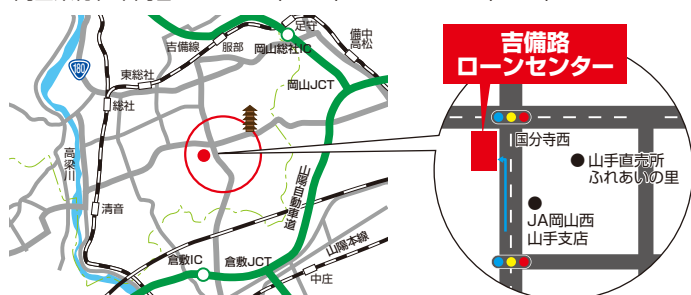 足守
備中
高松
吉備線
服部
岡山総社IC
180
東総社
岡山JCT
総社
高梁川
清音
山陽自動車道
倉敷IC
倉敷JCT
山陽本線
中庄
吉備路
ローンセンター
国分寺西
山手直売所
ふれあいの里
JA岡山西
山手支店